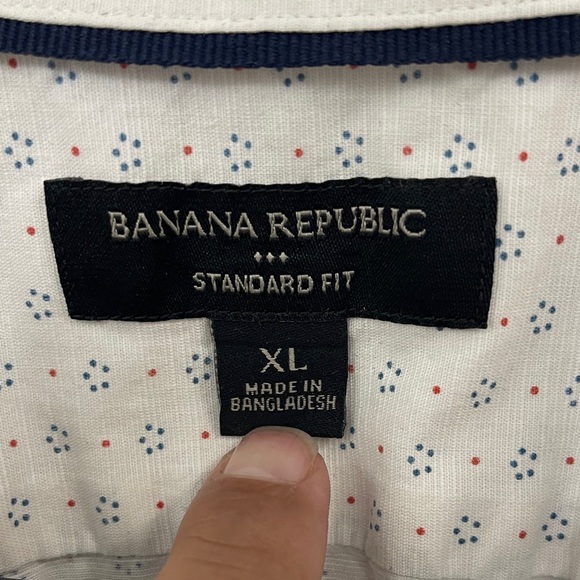 BANANA REPUBLIC
STANDARD FIT
XL
MADE IN
BANGLADESH